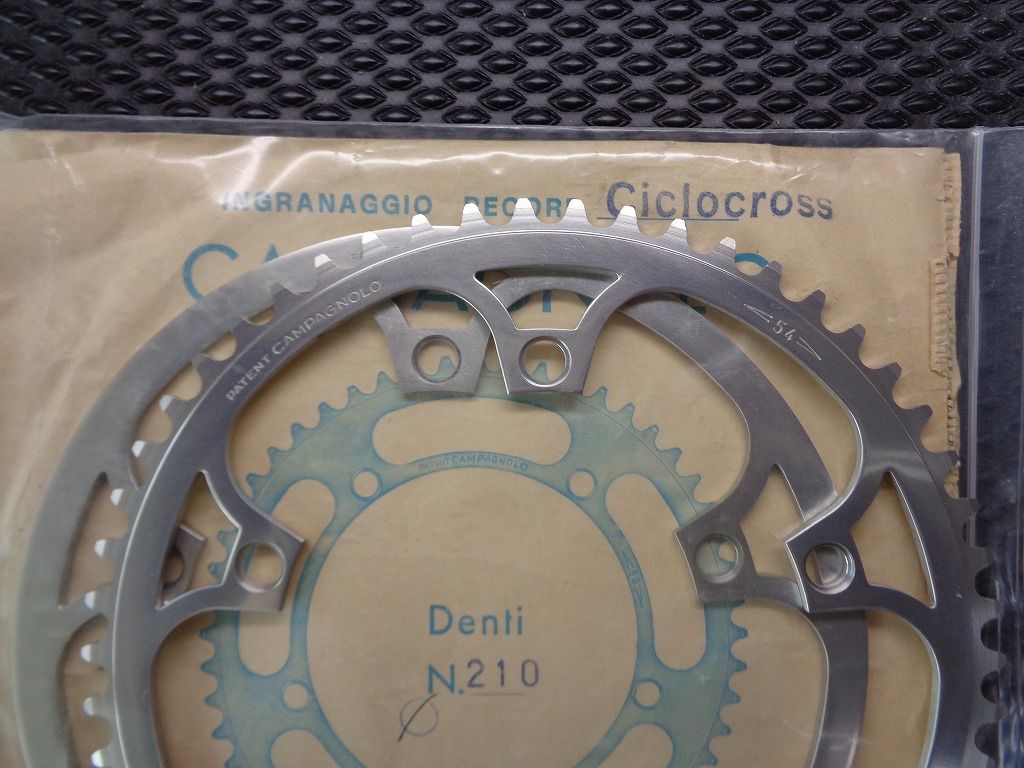 INGRANAGGIO RECORD Ciclocross
PATENT CAMPAGNOLO
54
PATENT CAMPAGNOLO
Denti
N. 210